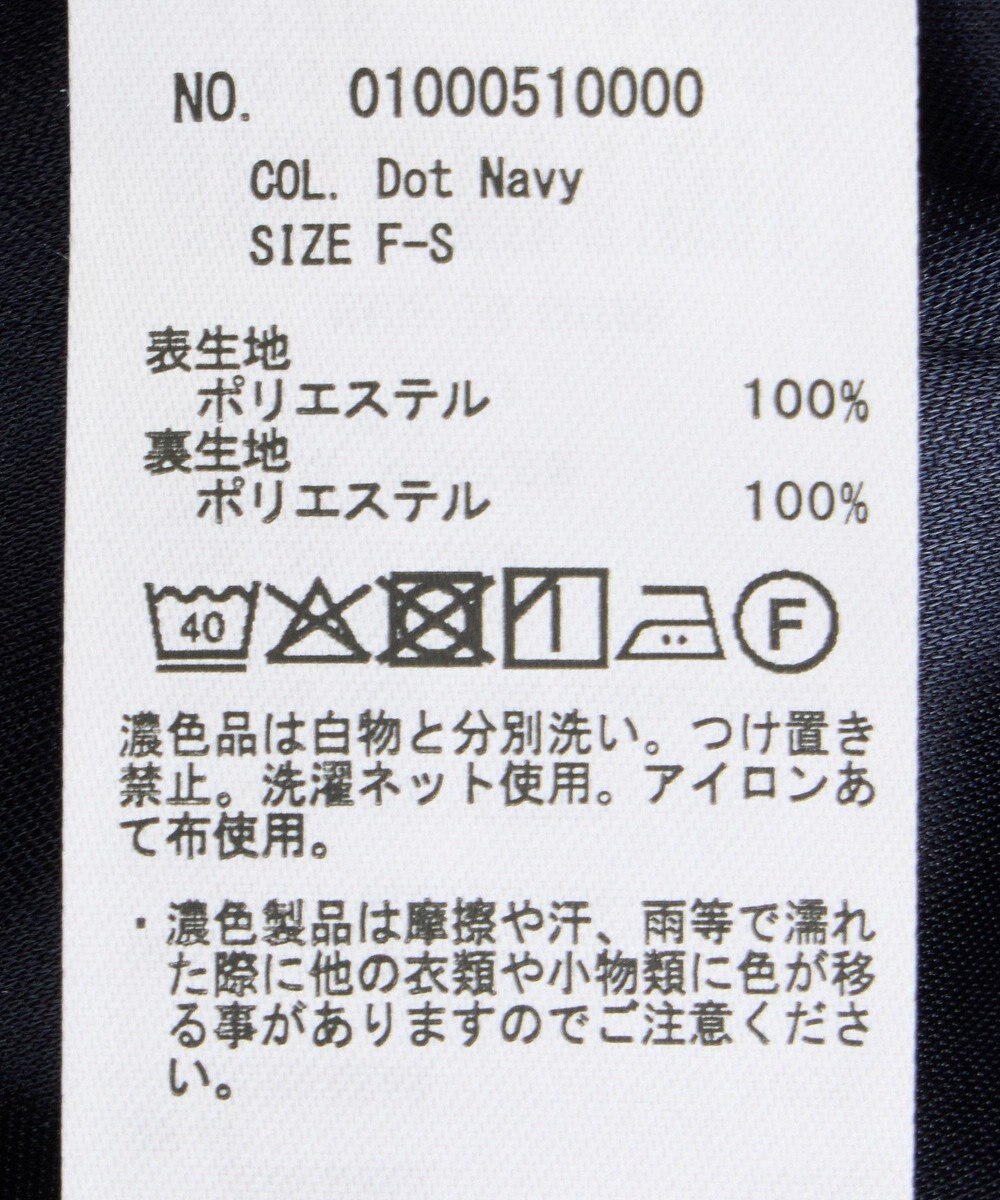 NO. 01000510000
COL. Dot Navy
SIZE F-S
表生地
ポリエステル 100%
裏生地
ポリエステル 100%
40 F
濃色品は白物と分別洗い。つけ置き
禁止。洗濯ネット使用。アイロンあ
て布使用。
・濃色製品は摩擦や汗、雨等で濡れ
た際に他の衣類や小物類に色が移
る事がありますのでご注意くださ
い。